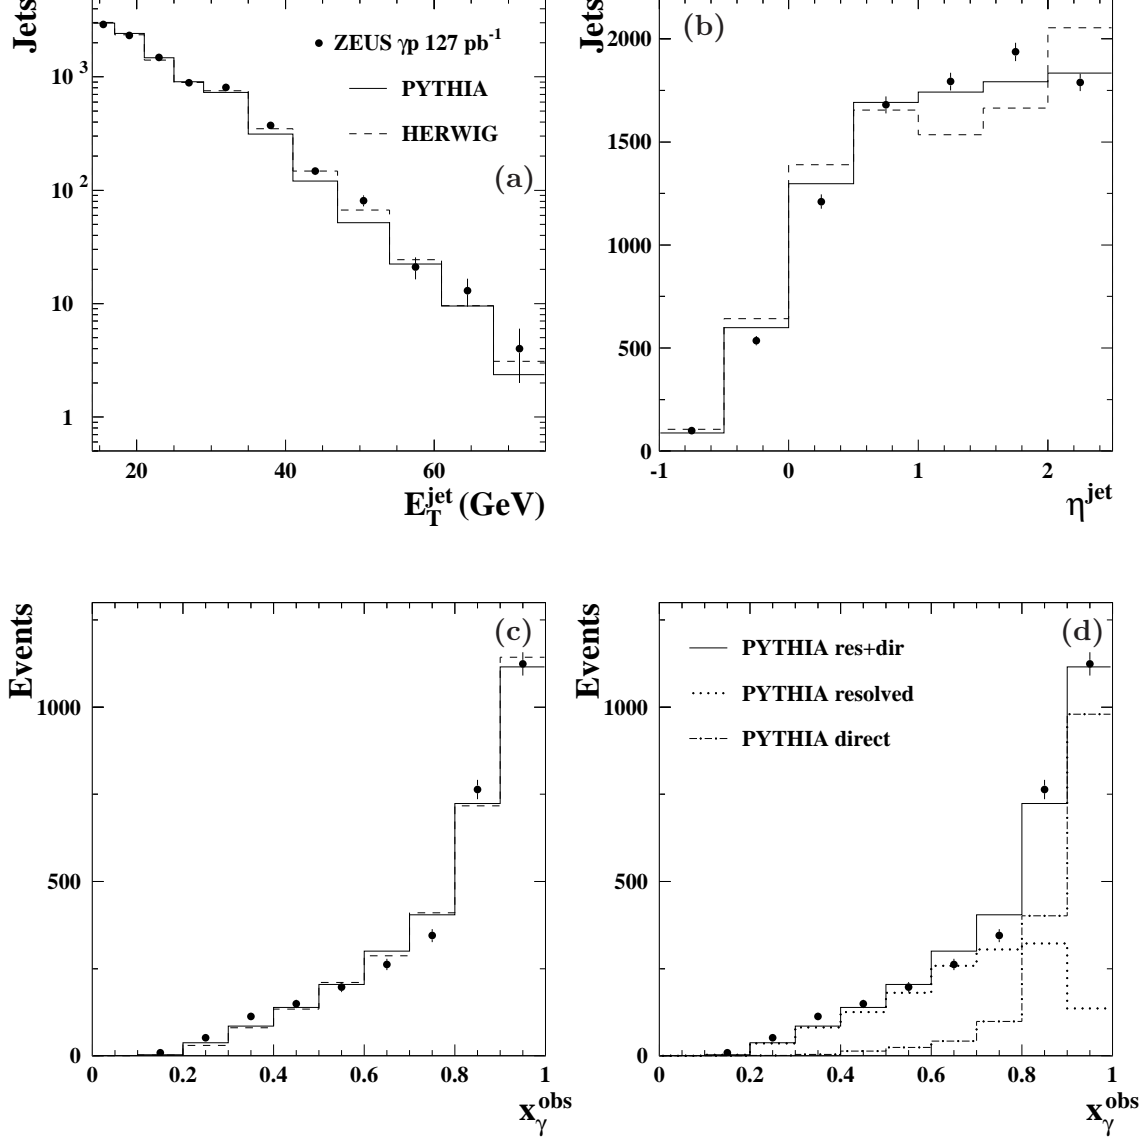 Jets
10³
10²
10
1
ZEUS γp 127 pb⁻¹
PYTHIA
HERWIG
(a)
20 40 60
E_T^jet (GeV)
Jets
(b)
2000
1500
1000
500
0
-1 0 1 2
η^jet
Events
(c)
1000
500
0
0 0.2 0.4 0.6 0.8 1
x_γ^obs
Events
(d)
PYTHIA res+dir
PYTHIA resolved
PYTHIA direct
1000
500
0
0 0.2 0.4 0.6 0.8 1
x_γ^obs